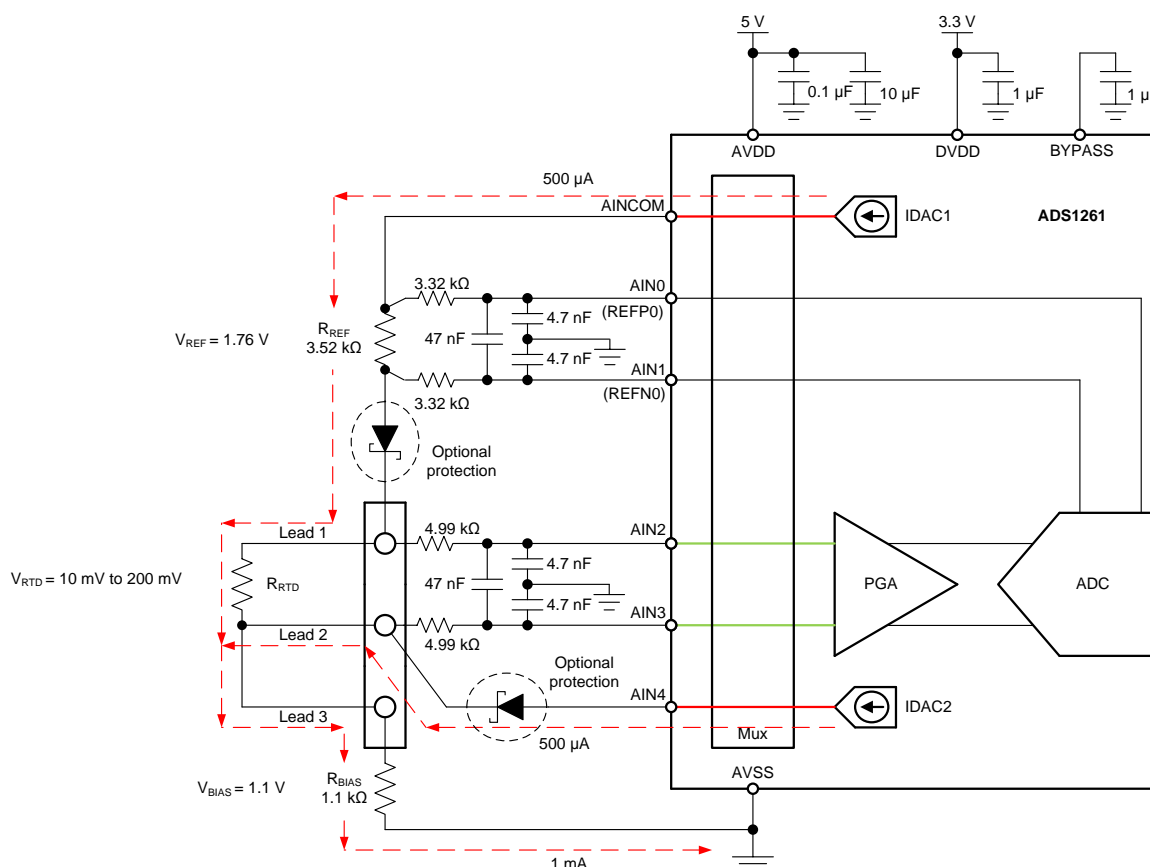 5 V
3.3 V
0.1 µF
10 µF
1 µF
1 µ
AVDD
DVDD
BYPASS
500 µA
AINCOM
IDAC1
ADS1261
3.32 kΩ
AIN0
(REFP0)
VREF = 1.76 V
RREF
3.52 kΩ
47 nF
4.7 nF
4.7 nF
AIN1
(REFN0)
3.32 kΩ
Optional
protection
Lead 1
4.99 kΩ
AIN2
VRTD = 10 mV to 200 mV
RRTD
47 nF
4.7 nF
4.7 nF
PGA
ADC
AIN3
Lead 2
4.99 kΩ
Optional
protection
AIN4
IDAC2
Lead 3
500 µA
Mux
VBIAS = 1.1 V
RBIAS
1.1 kΩ
AVSS
1 mA